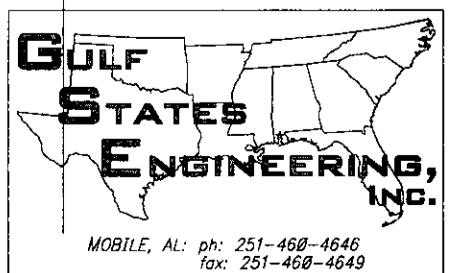 GULF
STATES
ENGINEERING,
INC.
MOBILE, AL: ph: 251-460-4646
fax: 251-460-4649